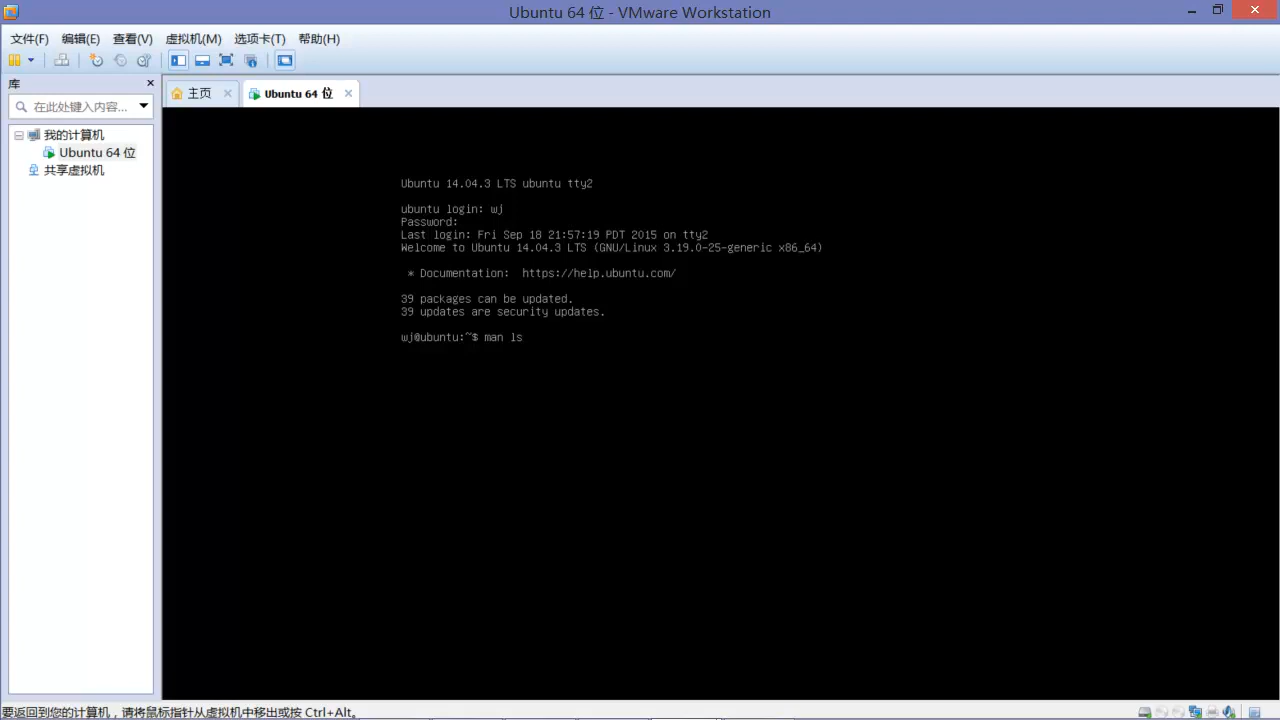 Ubuntu 64 位 - VMware Workstation
文件(F) 编辑(E) 查看(V) 虚拟机(M) 选项卡(T) 帮助(H)
库
在此处键入内容...
我的计算机
Ubuntu 64 位
共享虚拟机
主页
Ubuntu 64 位
Ubuntu 14.04.3 LTS ubuntu tty2
ubuntu login: wj
Password:
Last login: Fri Sep 18 21:57:19 PDT 2015 on tty2
Welcome to Ubuntu 14.04.3 LTS (GNU/Linux 3.19.0-25-generic x86_64)
* Documentation:  https://help.ubuntu.com/
39 packages can be updated.
39 updates are security updates.
wj@ubuntu:~$ man ls
要返回到您的计算机，请将鼠标指针从虚拟机中移出或按 Ctrl+Alt。